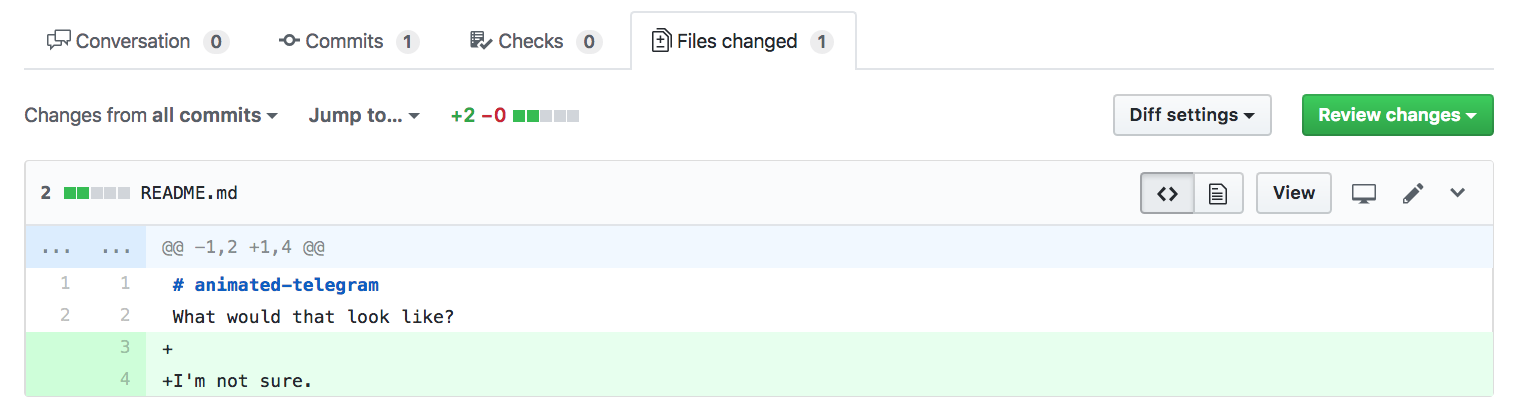 Conversation 0 Commits 1 Checks 0 Files changed 1
Changes from all commits Jump to... +2 −0 Diff settings Review changes
2 README.md <> View
... ... @@ −1,2 +1,4 @@
1 1 # animated-telegram
2 2 What would that look like?
3 +
4 +I'm not sure.